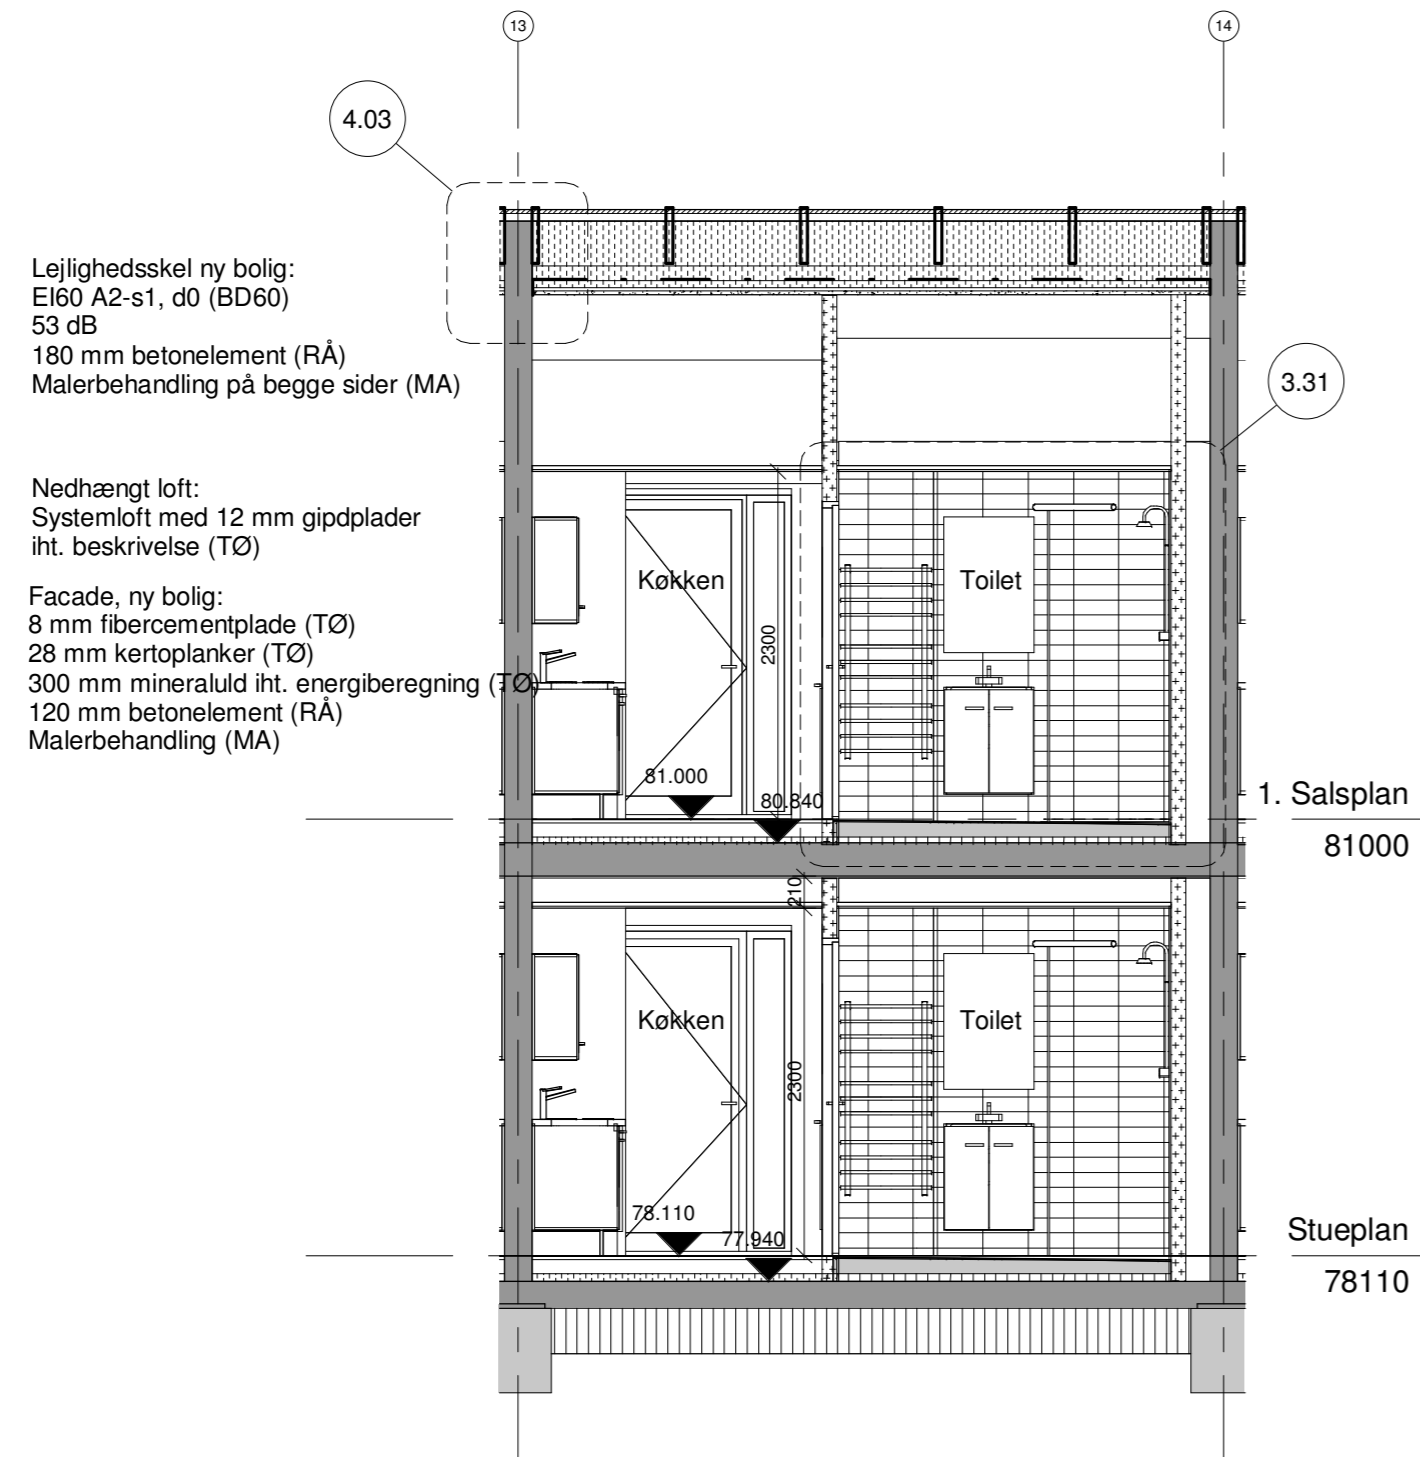 13
14
4.03
Lejlighedsskel ny bolig:
EI60 A2-s1, d0 (BD60)
53 dB
180 mm betonelement (RÅ)
Malerbehandling på begge sider (MA)
3.31
Nedhængt loft:
Systemloft med 12 mm gipdplader
iht. beskrivelse (TØ)
Facade, ny bolig:
8 mm fibercementplade (TØ)
28 mm kertoplanker (TØ)
300 mm mineraluld iht. energiberegning (TØ)
120 mm betonelement (RÅ)
Malerbehandling (MA)
Køkken
Toilet
2300
81.000
80.840
1. Salsplan
81000
210
Køkken
Toilet
2300
78.110
77.940
Stueplan
78110